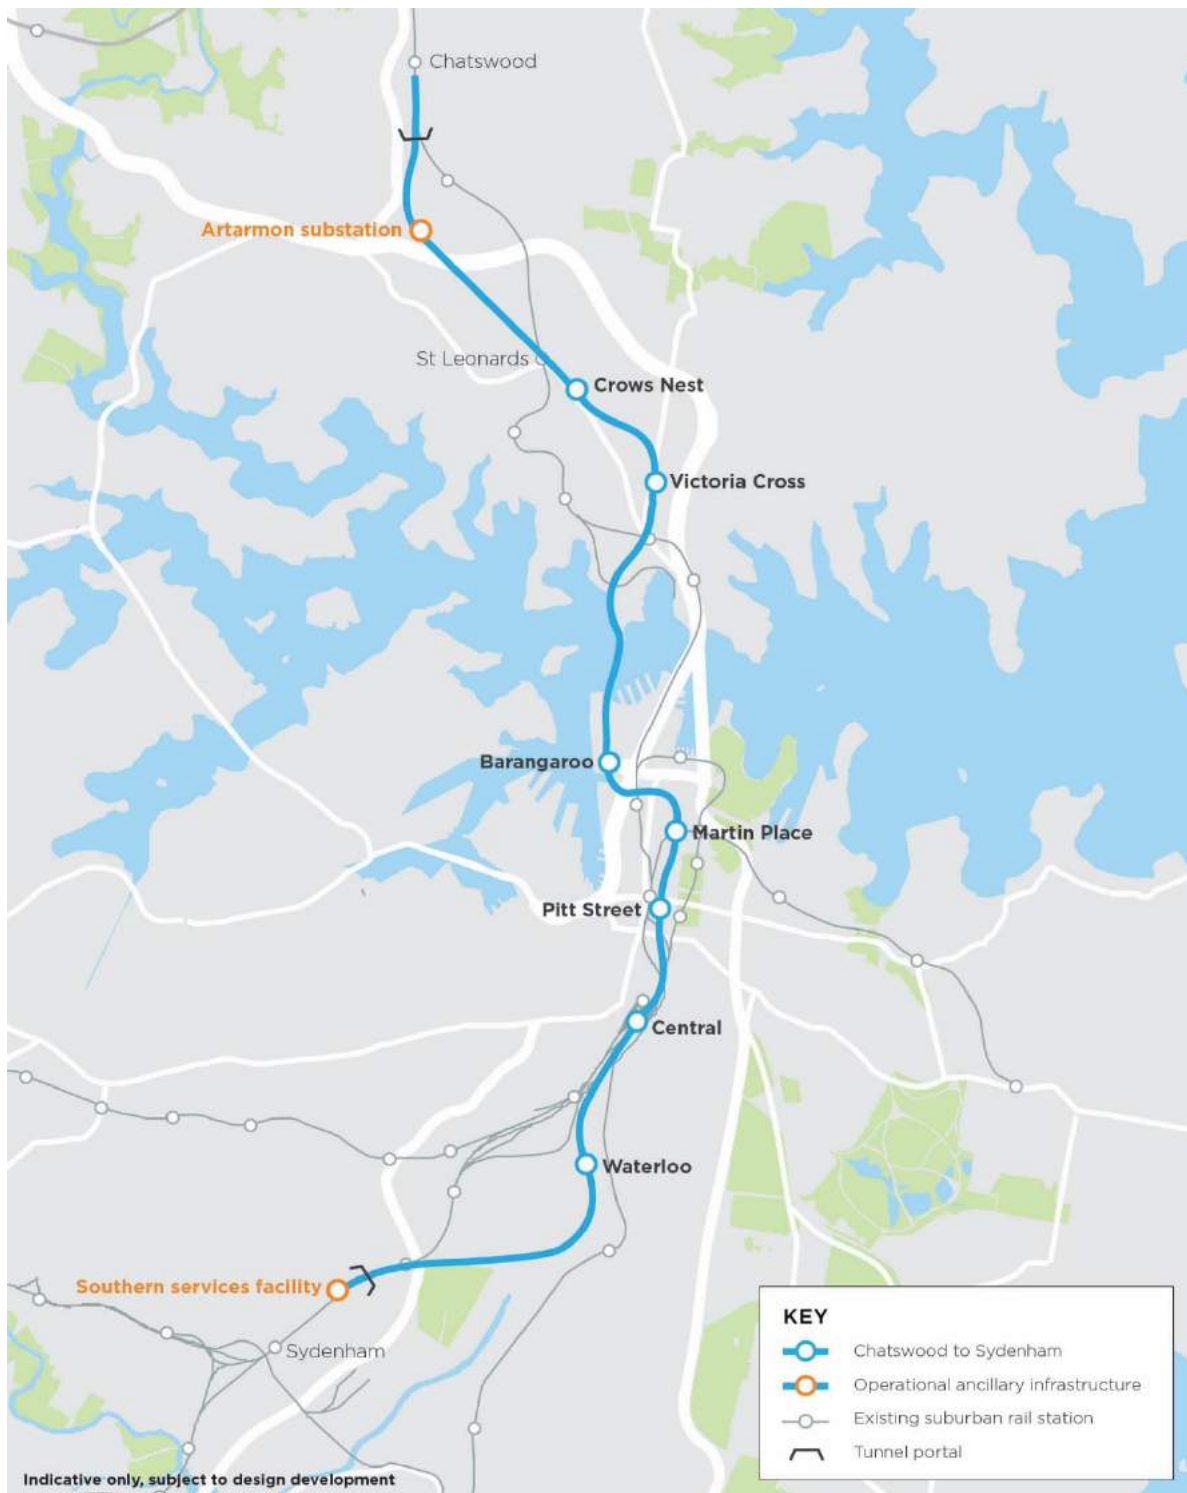 Chatswood
Artarmon substation
St Leonards
Crows Nest
Victoria Cross
Barangaroo
Martin Place
Pitt Street
Central
Waterloo
Southern services facility
Sydenham
KEY
Chatswood to Sydenham
Operational ancillary infrastructure
Existing suburban rail station
Tunnel portal
Indicative only, subject to design development